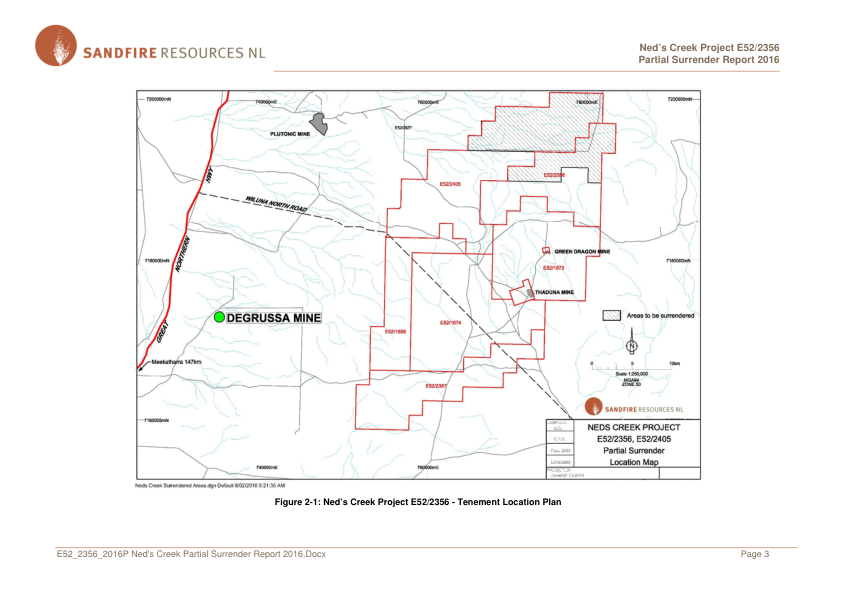 SANDFIRE RESOURCES NL
Ned's Creek Project E52/2356
Partial Surrender Report 2016
7200000mN
740000mE
760000mE
780000mE
7200000mN
PLUTONIC MINE
E52/2405
E52/2356
HWY
WILUNA NORTH ROAD
NORTHERN
GREEN DRAGON MINE
E52/1673
7180000mN
7180000mN
THADUNA MINE
DEGRUSSA MINE
Areas to be surrendered
E52/1658
E52/1674
GREAT
N
Meekatharra 147km
0 5 10km
Scale 1:250,000
MGA94
ZONE 50
E52/2357
SANDFIRE RESOURCES NL
7160000mN
NEDS CREEK PROJECT
E52/2356, E52/2405
Partial Surrender
Location Map
740000mE
760000mE
Neds Creek Surrendered Areas.dgn Default 8/02/2016 9:21:35 AM
Figure 2-1: Ned's Creek Project E52/2356 - Tenement Location Plan
E52_2356_2016P Ned's Creek Partial Surrender Report 2016.Docx
Page 3